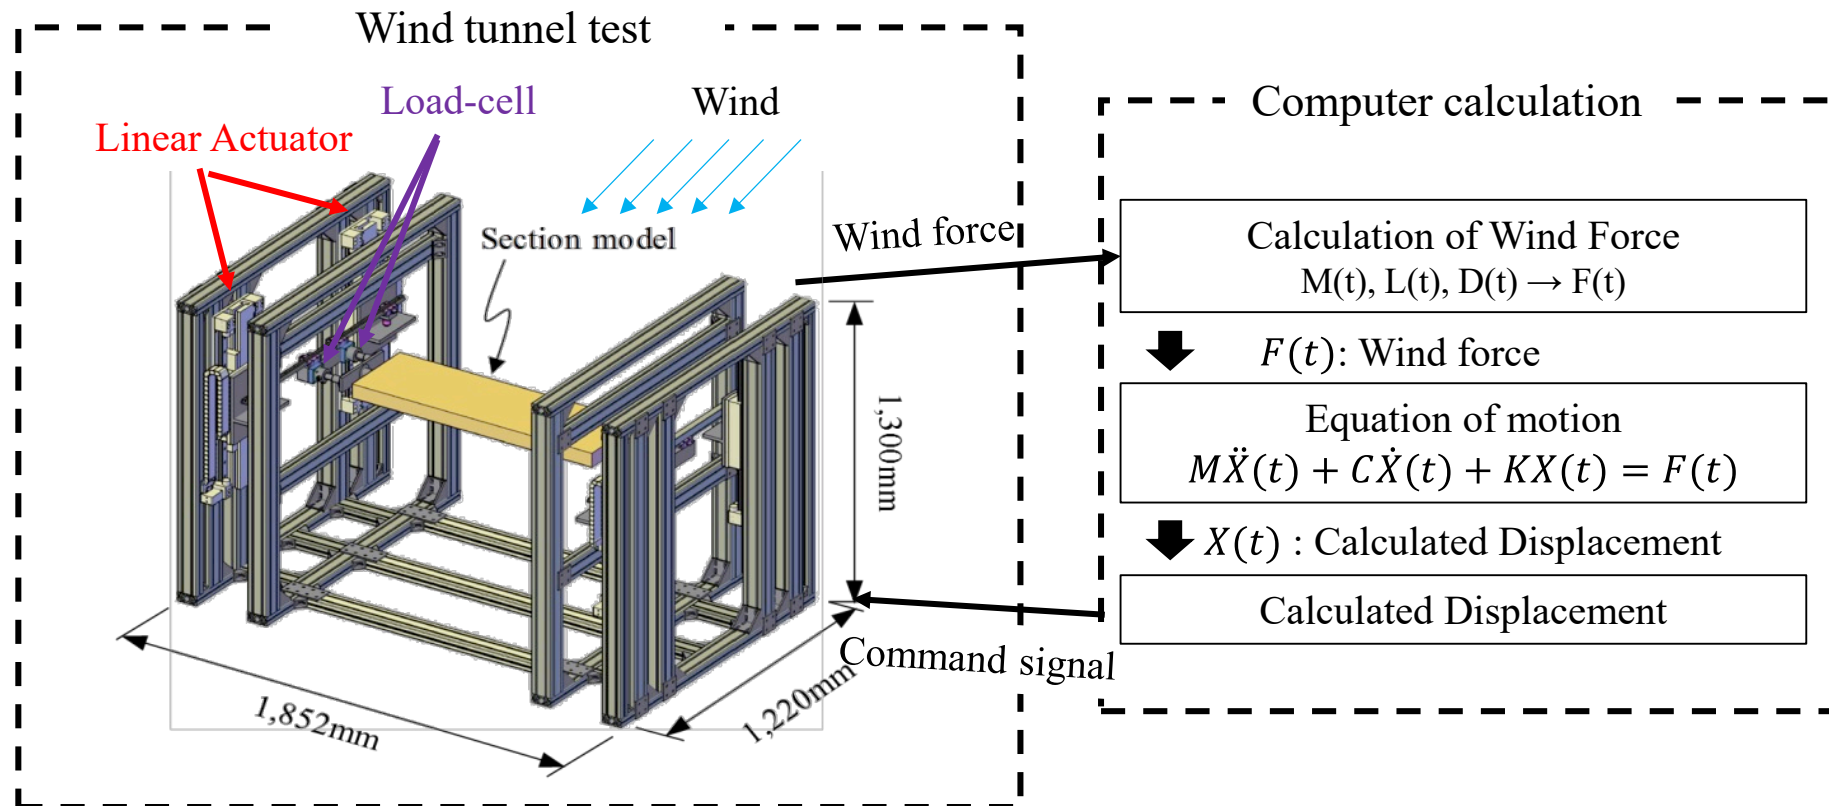 Wind tunnel test
Load-cell
Wind
Linear Actuator
Section model
Wind force
1,300mm
1,852mm
1,220mm
Command signal
Computer calculation
Calculation of Wind Force
M(t), L(t), D(t) → F(t)
F(t): Wind force
Equation of motion
MẌ(t) + CẊ(t) + KX(t) = F(t)
X(t) : Calculated Displacement
Calculated Displacement